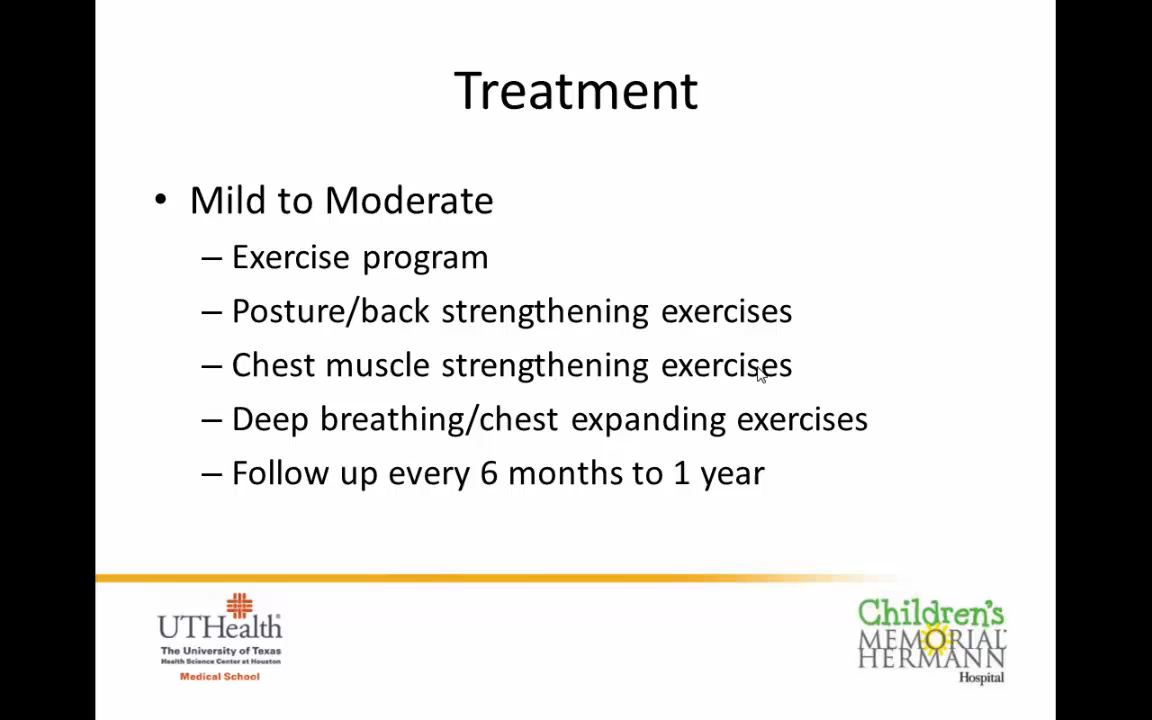 Treatment
• Mild to Moderate
– Exercise program
– Posture/back strengthening exercises
– Chest muscle strengthening exercises
– Deep breathing/chest expanding exercises
– Follow up every 6 months to 1 year
UTHealth
The University of Texas
Health Science Center at Houston
Medical School
Children's
MEMORIAL
HERMANN
Hospital